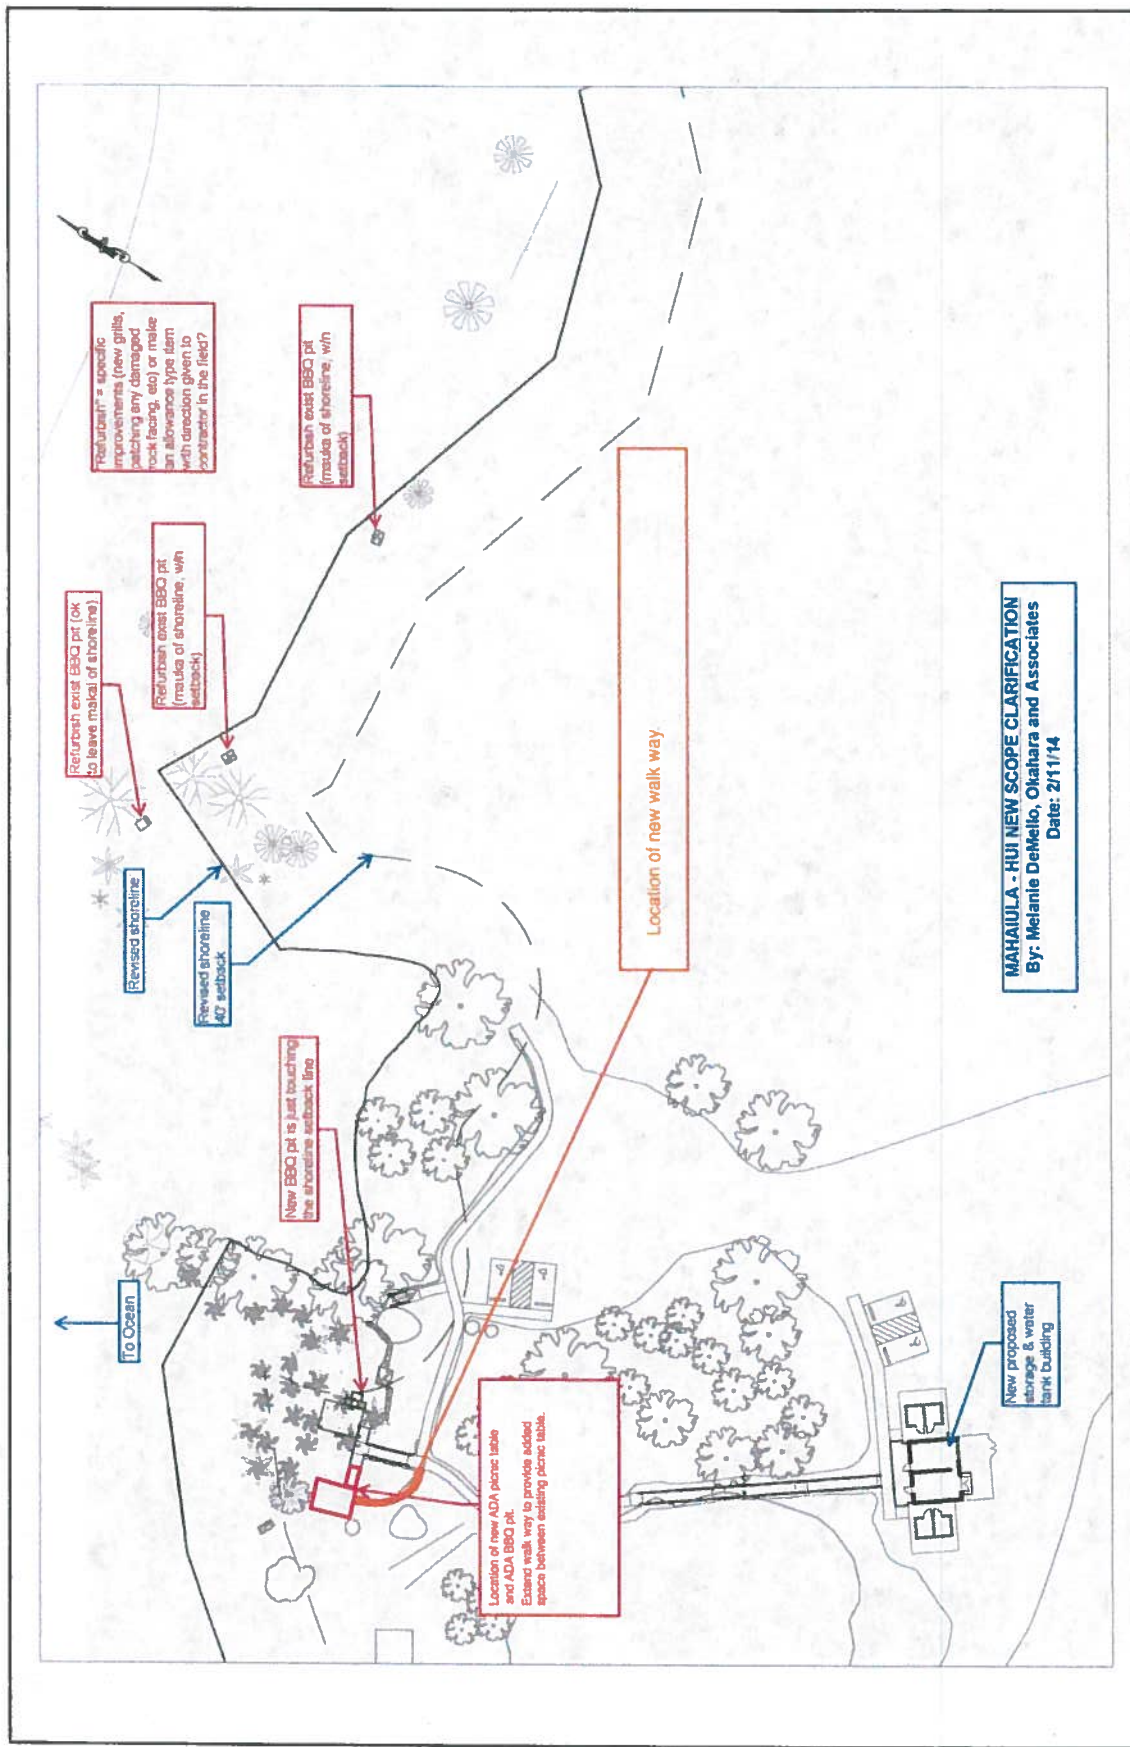 "Refurbish" = specific
improvements (new grills,
patching any damaged
rock facing, etc) or make
an allowance type item
with direction given to
contractor in the field?
Refurbish exist BBQ pit (ok
to leave makai of shoreline)
Refurbish exist BBQ pit
(mauka of shoreline, w/n
setback)
Refurbish exist BBQ pit
(mauka of shoreline, w/n
setback)
Revised shoreline
Revised shoreline
40' setback
New BBQ pit is just touching
the shoreline setback line
To Ocean
Location of new walk way.
Location of new ADA picnic table
and ADA BBQ pit.
Extend walk way to provide added
space between existing picnic table.
New proposed
storage & water
tank building
MAHAIULA - HUI NEW SCOPE CLARIFICATION
By: Melanie DeMello, Okahara and Associates
Date: 2/11/14